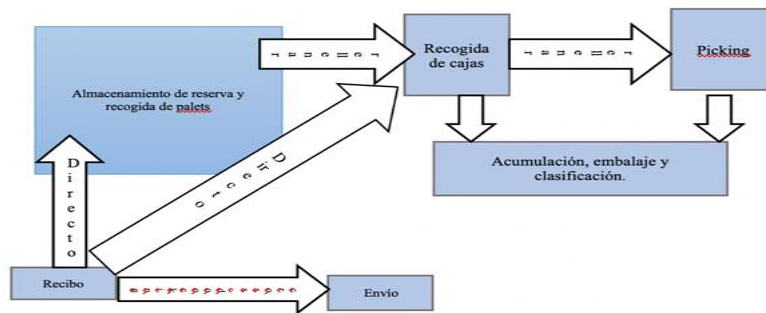 rellenar
Recogida
de cajas
rellenar
Picking
Almacenamiento de reserva y
recogida de palets
Directo
Directo
Acumulación, embalaje y
clasificación.
Recibo
Envío